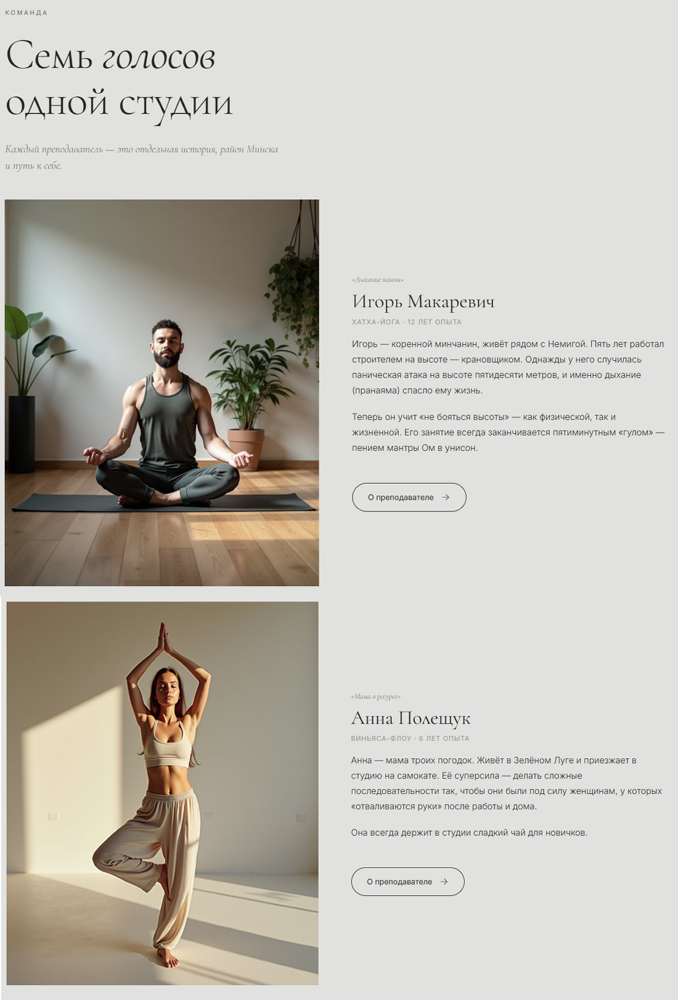 КОМАНДА
Семь голосов
одной студии
Каждый преподаватель — это отдельная история, район Минска
и путь к себе.
«Дыхание камня»
Игорь Макаревич
ХАТХА-ЙОГА · 12 ЛЕТ ОПЫТА
Игорь — коренной минчанин, живёт рядом с Немигой. Пять лет работал
строителем на высоте — крановщиком. Однажды у него случилась
паническая атака на высоте пятидесяти метров, и именно дыхание
(пранаяма) спасло ему жизнь.
Теперь он учит «не бояться высоты» — как физической, так и
жизненной. Его занятие всегда заканчивается пятиминутным «гулом» —
пением мантры Ом в унисон.
О преподавателе →
«Мама в ресурсе»
Анна Полещук
ВИНЬЯСА-ФЛОУ · 6 ЛЕТ ОПЫТА
Анна — мама троих погодок. Живёт в Зелёном Луге и приезжает в
студию на самокате. Её суперсила — делать сложные
последовательности так, чтобы они были под силу женщинам, у которых
«отваливаются руки» после работы и дома.
Она всегда держит в студии сладкий чай для новичков.
О преподавателе →